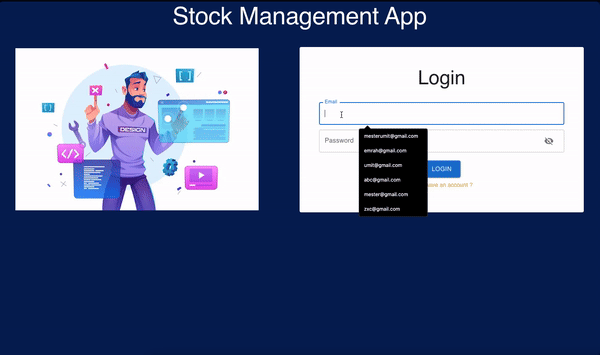 Stock Management App
Login
Email
mesterumit@gmail.com
Password
emrah@gmail.com
umit@gmail.com
LOGIN
abc@gmail.com
ave an account ?
mester@gmail.com
zxc@gmail.com
DESIGN